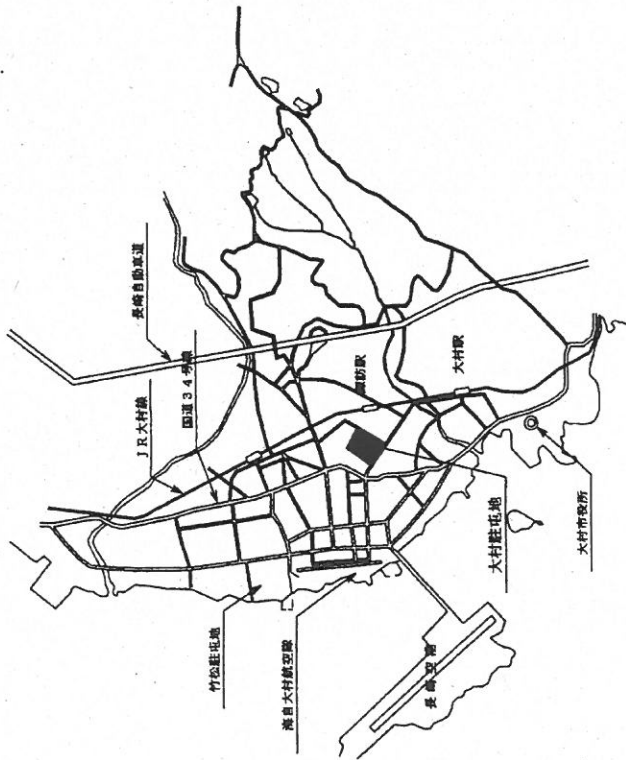 長崎自動車道
国道34号線
JR大村線
諏訪駅
大村駅
竹松駐屯地
海自大村航空隊
大村駐屯地
大村市役所
長崎空港